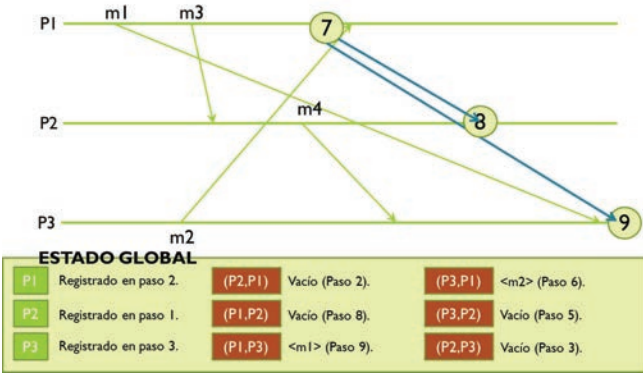 m1 m3
P1 7
m4
P2 8
P3 9
m2
ESTADO GLOBAL
P1 Registrado en paso 2. (P2,P1) Vacío (Paso 2). (P3,P1) <m2> (Paso 6).
P2 Registrado en paso 1. (P1,P2) Vacío (Paso 8). (P3,P2) Vacío (Paso 5).
P3 Registrado en paso 3. (P1,P3) <m1> (Paso 9). (P2,P3) Vacío (Paso 3).